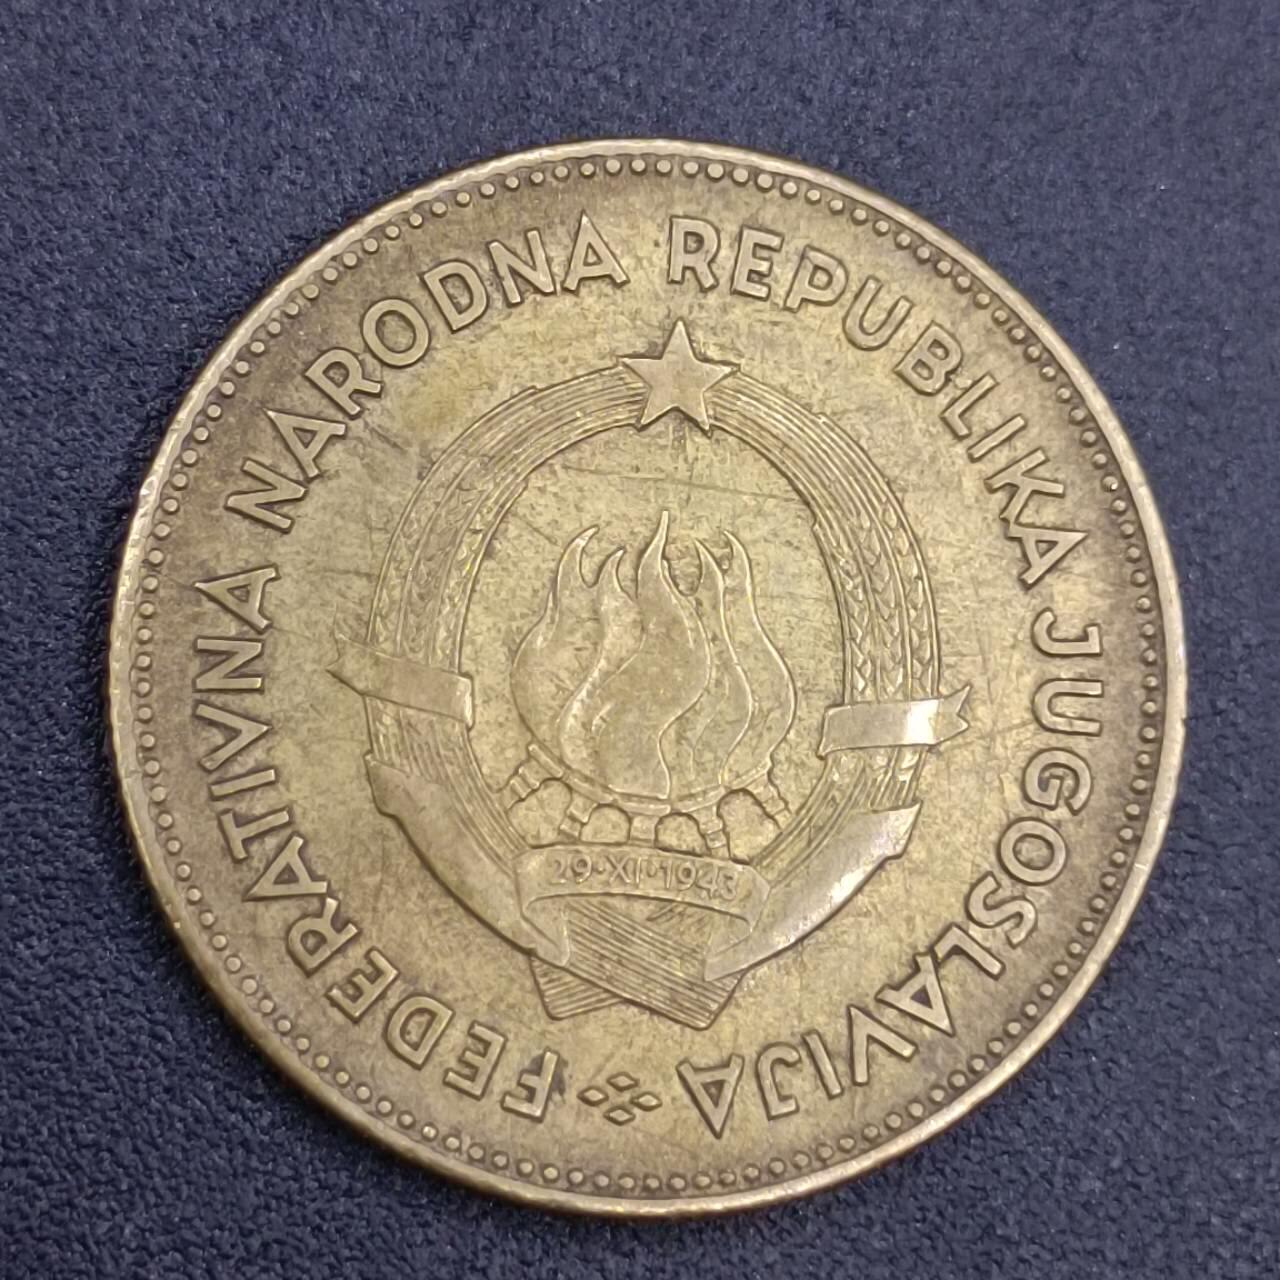 FEDERATIVNA NARODNA REPUBLIKA JUGOSLAVIJA
29·XI·1943